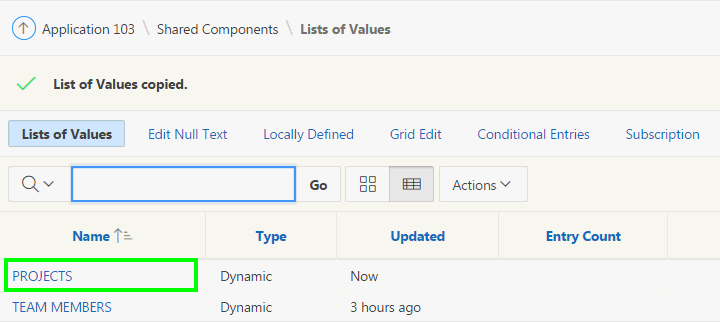 Application 103 \ Shared Components \ Lists of Values
List of Values copied.
Lists of Values Edit Null Text Locally Defined Grid Edit Conditional Entries Subscription
Go Actions
Name Type Updated Entry Count
PROJECTS Dynamic Now
TEAM MEMBERS Dynamic 3 hours ago